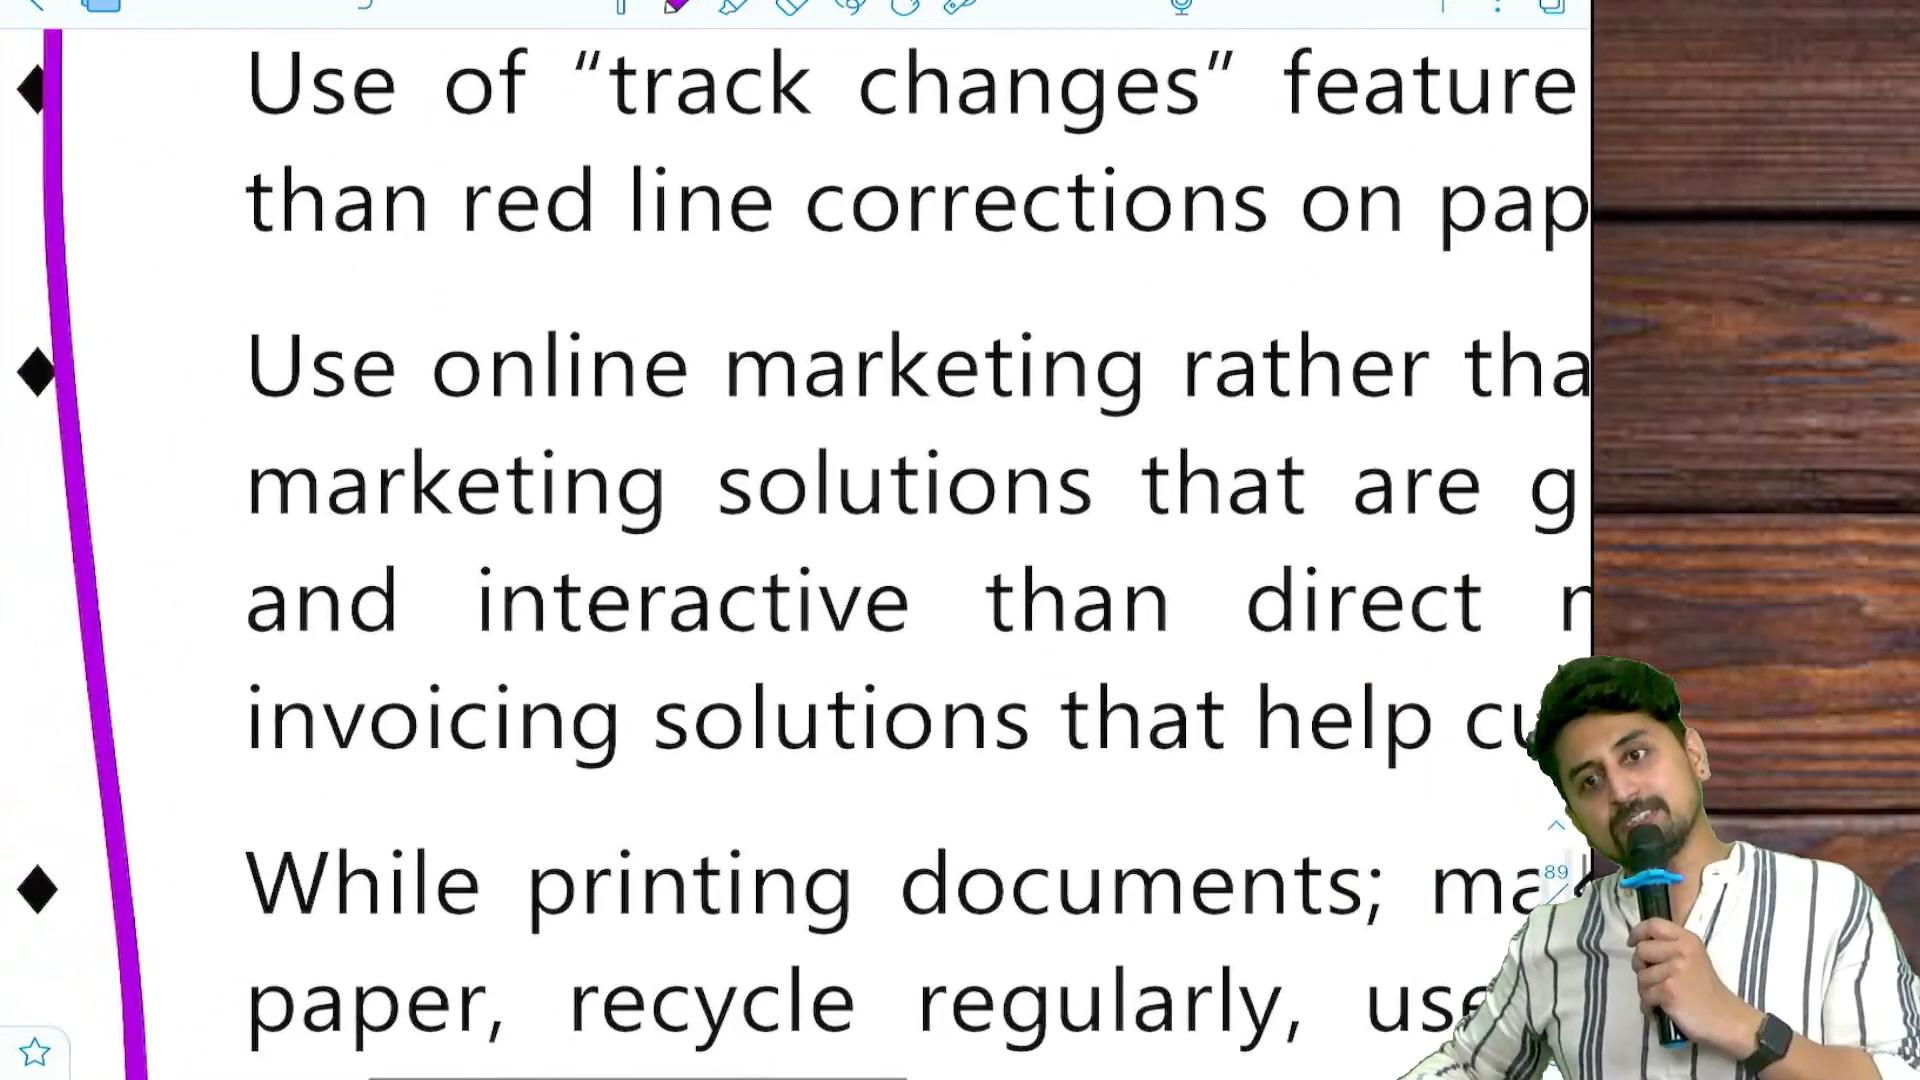 Use of “track changes” feature
than red line corrections on pap
Use online marketing rather tha
marketing solutions that are g
and interactive than direct
invoicing solutions that help cu
While printing documents; ma
paper, recycle regularly, use
89